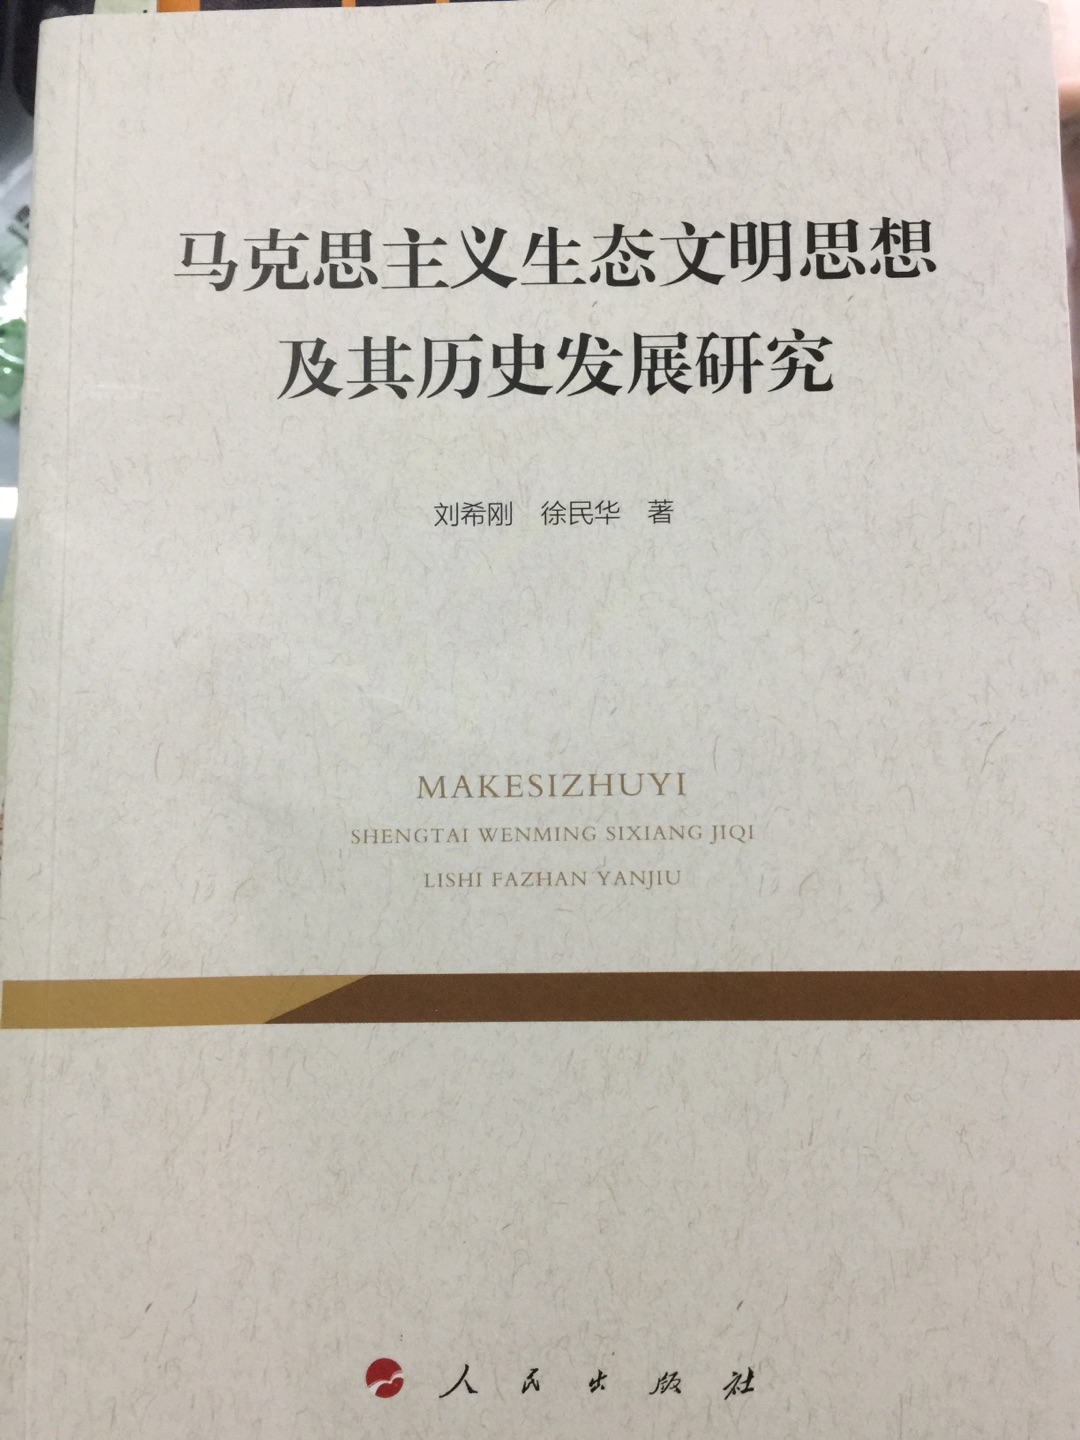 马克思主义生态文明思想
及其历史发展研究
刘希刚 徐民华 著
MAKESIZHUYI
SHENGTAI WENMING SIXIANG JIQI
LISHI FAZHAN YANJIU
人民出版社